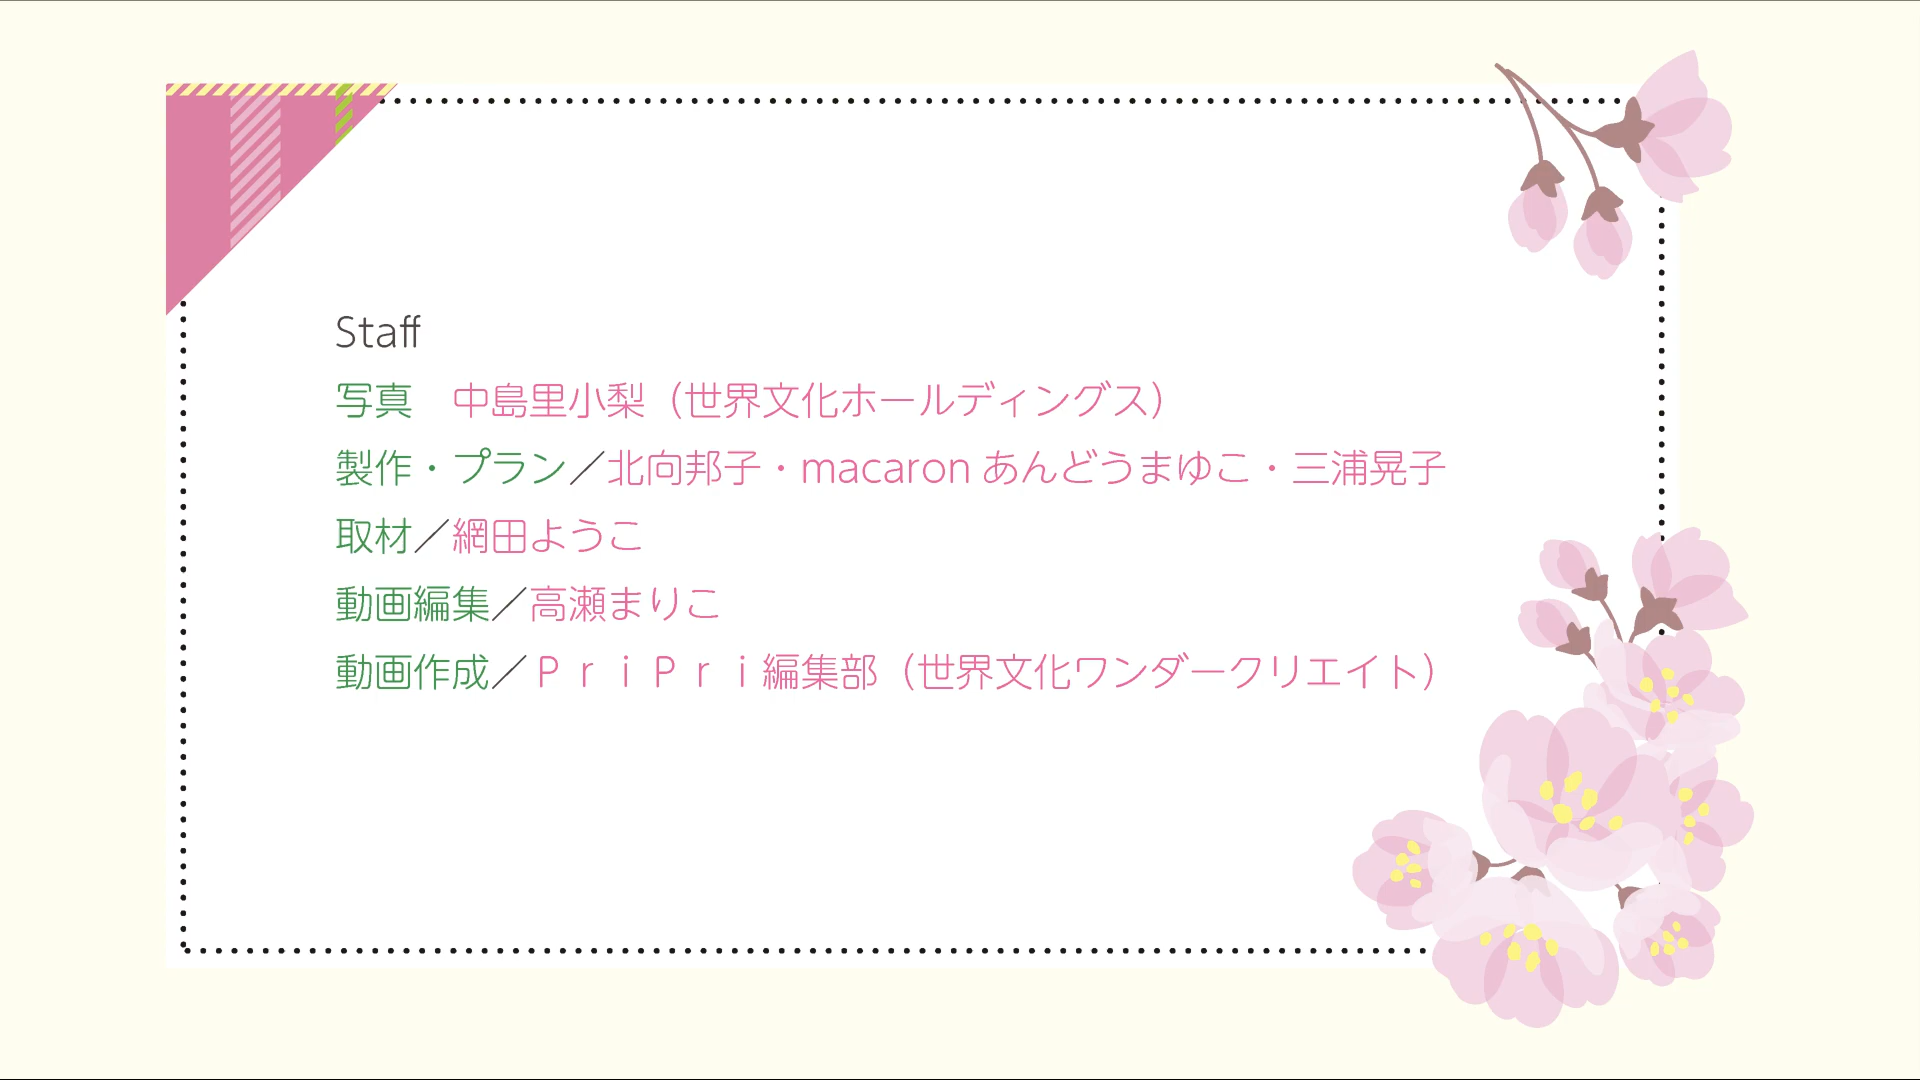 Staff
写真　中島里小梨（世界文化ホールディングス）
製作・プラン／北向邦子・macaron あんどうまゆこ・三浦晃子
取材／網田ようこ
動画編集／高瀬まりこ
動画作成／ＰｒｉＰｒｉ編集部（世界文化ワンダークリエイト）